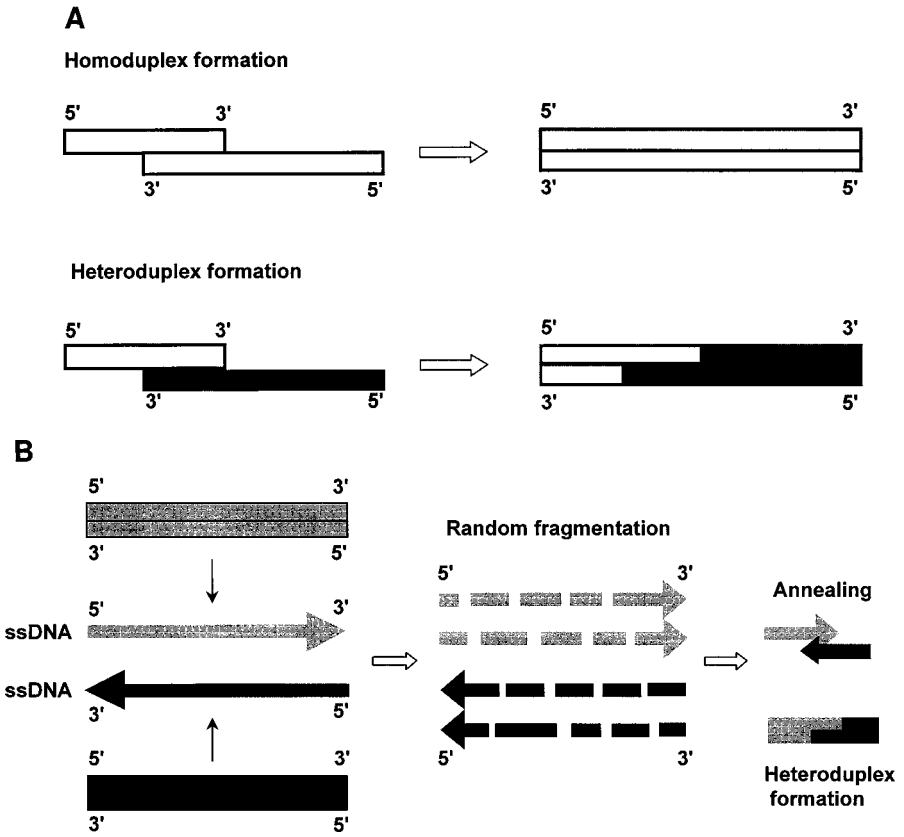 A
Homoduplex formation
5' 3' 5' 3'
3' 5' 3' 5'
Heteroduplex formation
5' 3' 5' 3'
3' 5' 3' 5'
B
5' 3'
3' 5'
Random fragmentation
5' 3'
Annealing
5' 3'
ssDNA
ssDNA
3' 5'
5' 3'
5' 3'
Heteroduplex
formation
3' 5'